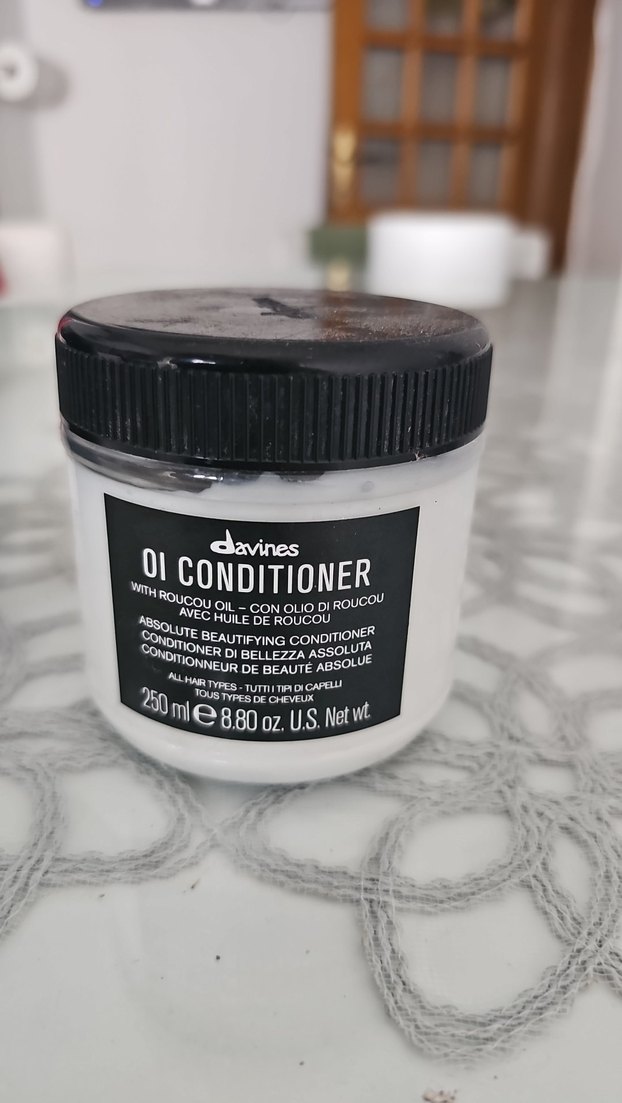 davines
OI CONDITIONER
WITH ROUCOU OIL – CON OLIO DI ROUCOU
AVEC HUILE DE ROUCOU
ABSOLUTE BEAUTIFYING CONDITIONER
CONDITIONER DI BELLEZZA ASSOLUTA
CONDITIONNEUR DE BEAUTÉ ABSOLUE
ALL HAIR TYPES - TUTTI I TIPI DI CAPELLI
TOUS TYPES DE CHEVEUX
250 ml ℮ 8.80 oz. U.S. Net wt.